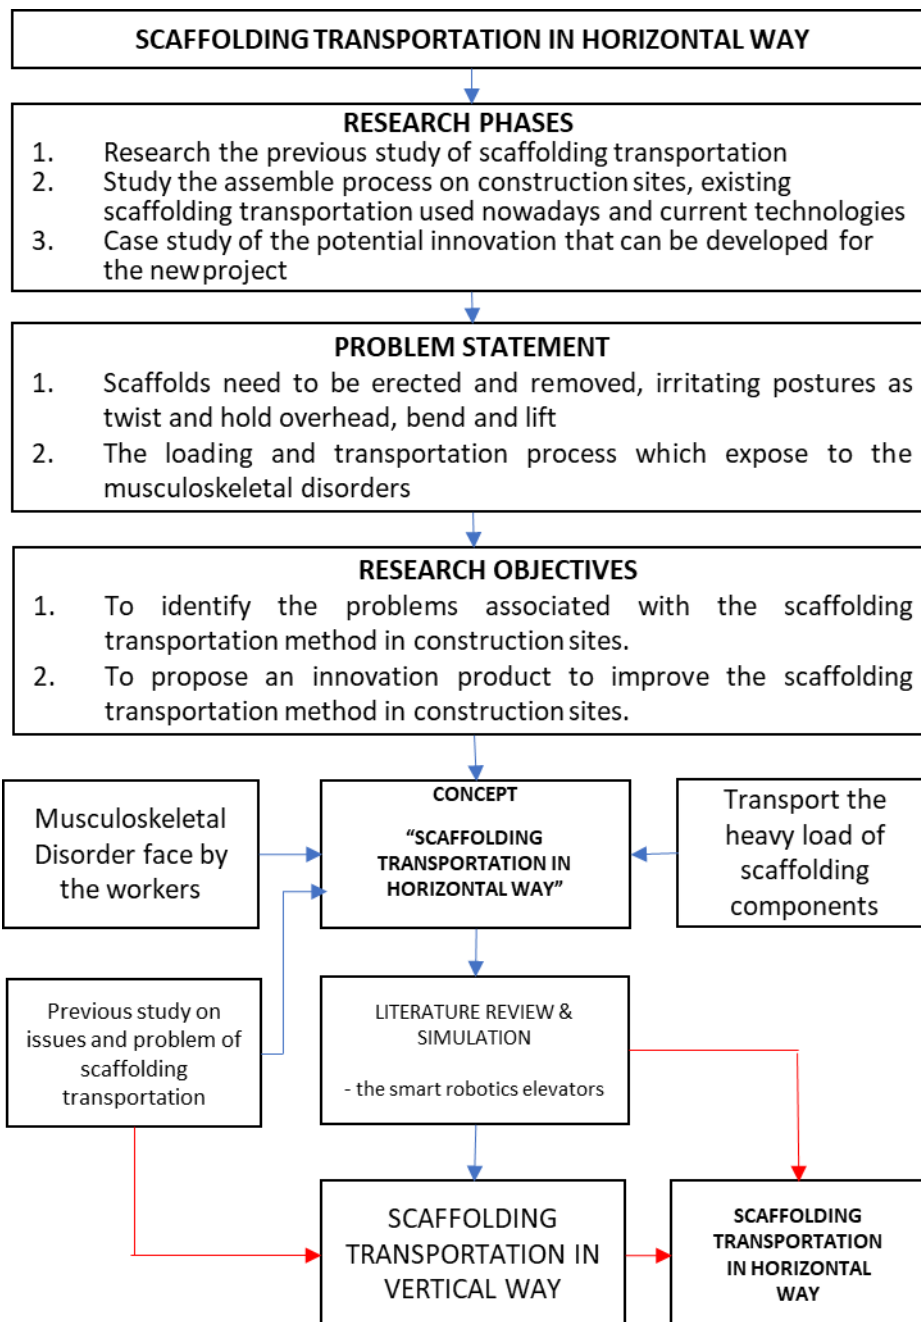 SCAFFOLDING TRANSPORTATION IN HORIZONTAL WAY
RESEARCH PHASES
1. Research the previous study of scaffolding transportation
2. Study the assemble process on construction sites, existing
scaffolding transportation used nowadays and current technologies
3. Case study of the potential innovation that can be developed for
the new project
PROBLEM STATEMENT
1. Scaffolds need to be erected and removed, irritating postures as
twist and hold overhead, bend and lift
2. The loading and transportation process which expose to the
musculoskeletal disorders
RESEARCH OBJECTIVES
1. To identify the problems associated with the scaffolding
transportation method in construction sites.
2. To propose an innovation product to improve the scaffolding
transportation method in construction sites.
Musculoskeletal
Disorder face by
the workers
CONCEPT
“SCAFFOLDING
TRANSPORTATION IN
HORIZONTAL WAY”
Transport the
heavy load of
scaffolding
components
Previous study on
issues and problem of
scaffolding
transportation
LITERATURE REVIEW &
SIMULATION
- the smart robotics elevators
SCAFFOLDING
TRANSPORTATION IN
VERTICAL WAY
SCAFFOLDING
TRANSPORTATION
IN HORIZONTAL
WAY